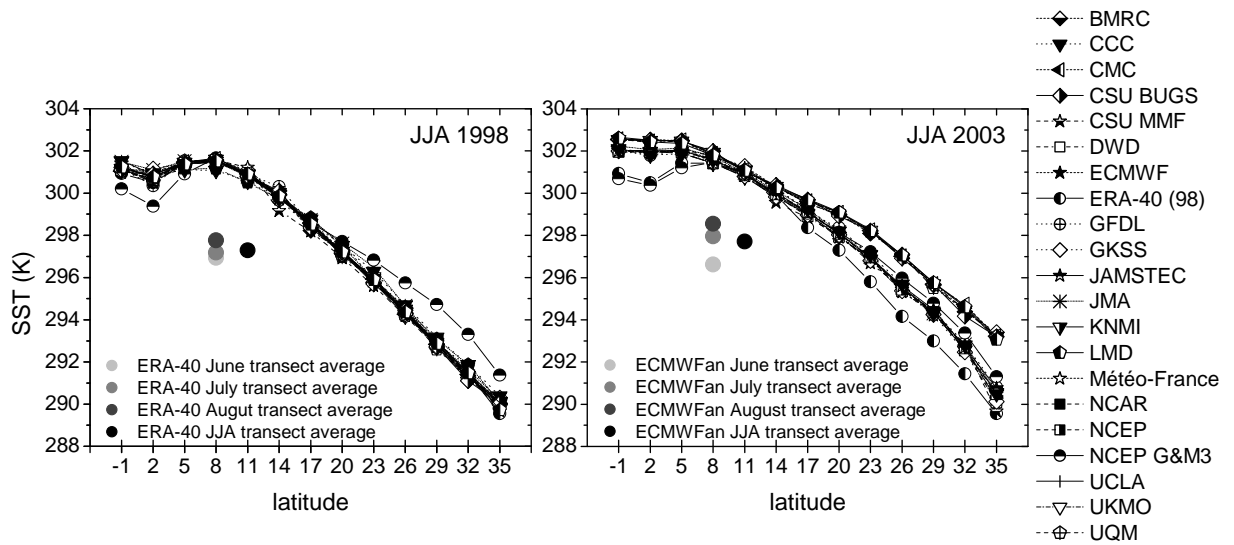 SST (K)
304
302
300
298
296
294
292
290
288
JJA 1998
ERA-40 June transect average
ERA-40 July transect average
ERA-40 Augut transect average
ERA-40 JJA transect average
-1 2 5 8 11 14 17 20 23 26 29 32 35
latitude
304
302
300
298
296
294
292
290
288
JJA 2003
ECMWFan June transect average
ECMWFan July transect average
ECMWFan August transect average
ECMWFan JJA transect average
-1 2 5 8 11 14 17 20 23 26 29 32 35
latitude
BMRC
CCC
CMC
CSU BUGS
CSU MMF
DWD
ECMWF
ERA-40 (98)
GFDL
GKSS
JAMSTEC
JMA
KNMI
LMD
Météo-France
NCAR
NCEP
NCEP G&M3
UCLA
UKMO
UQM